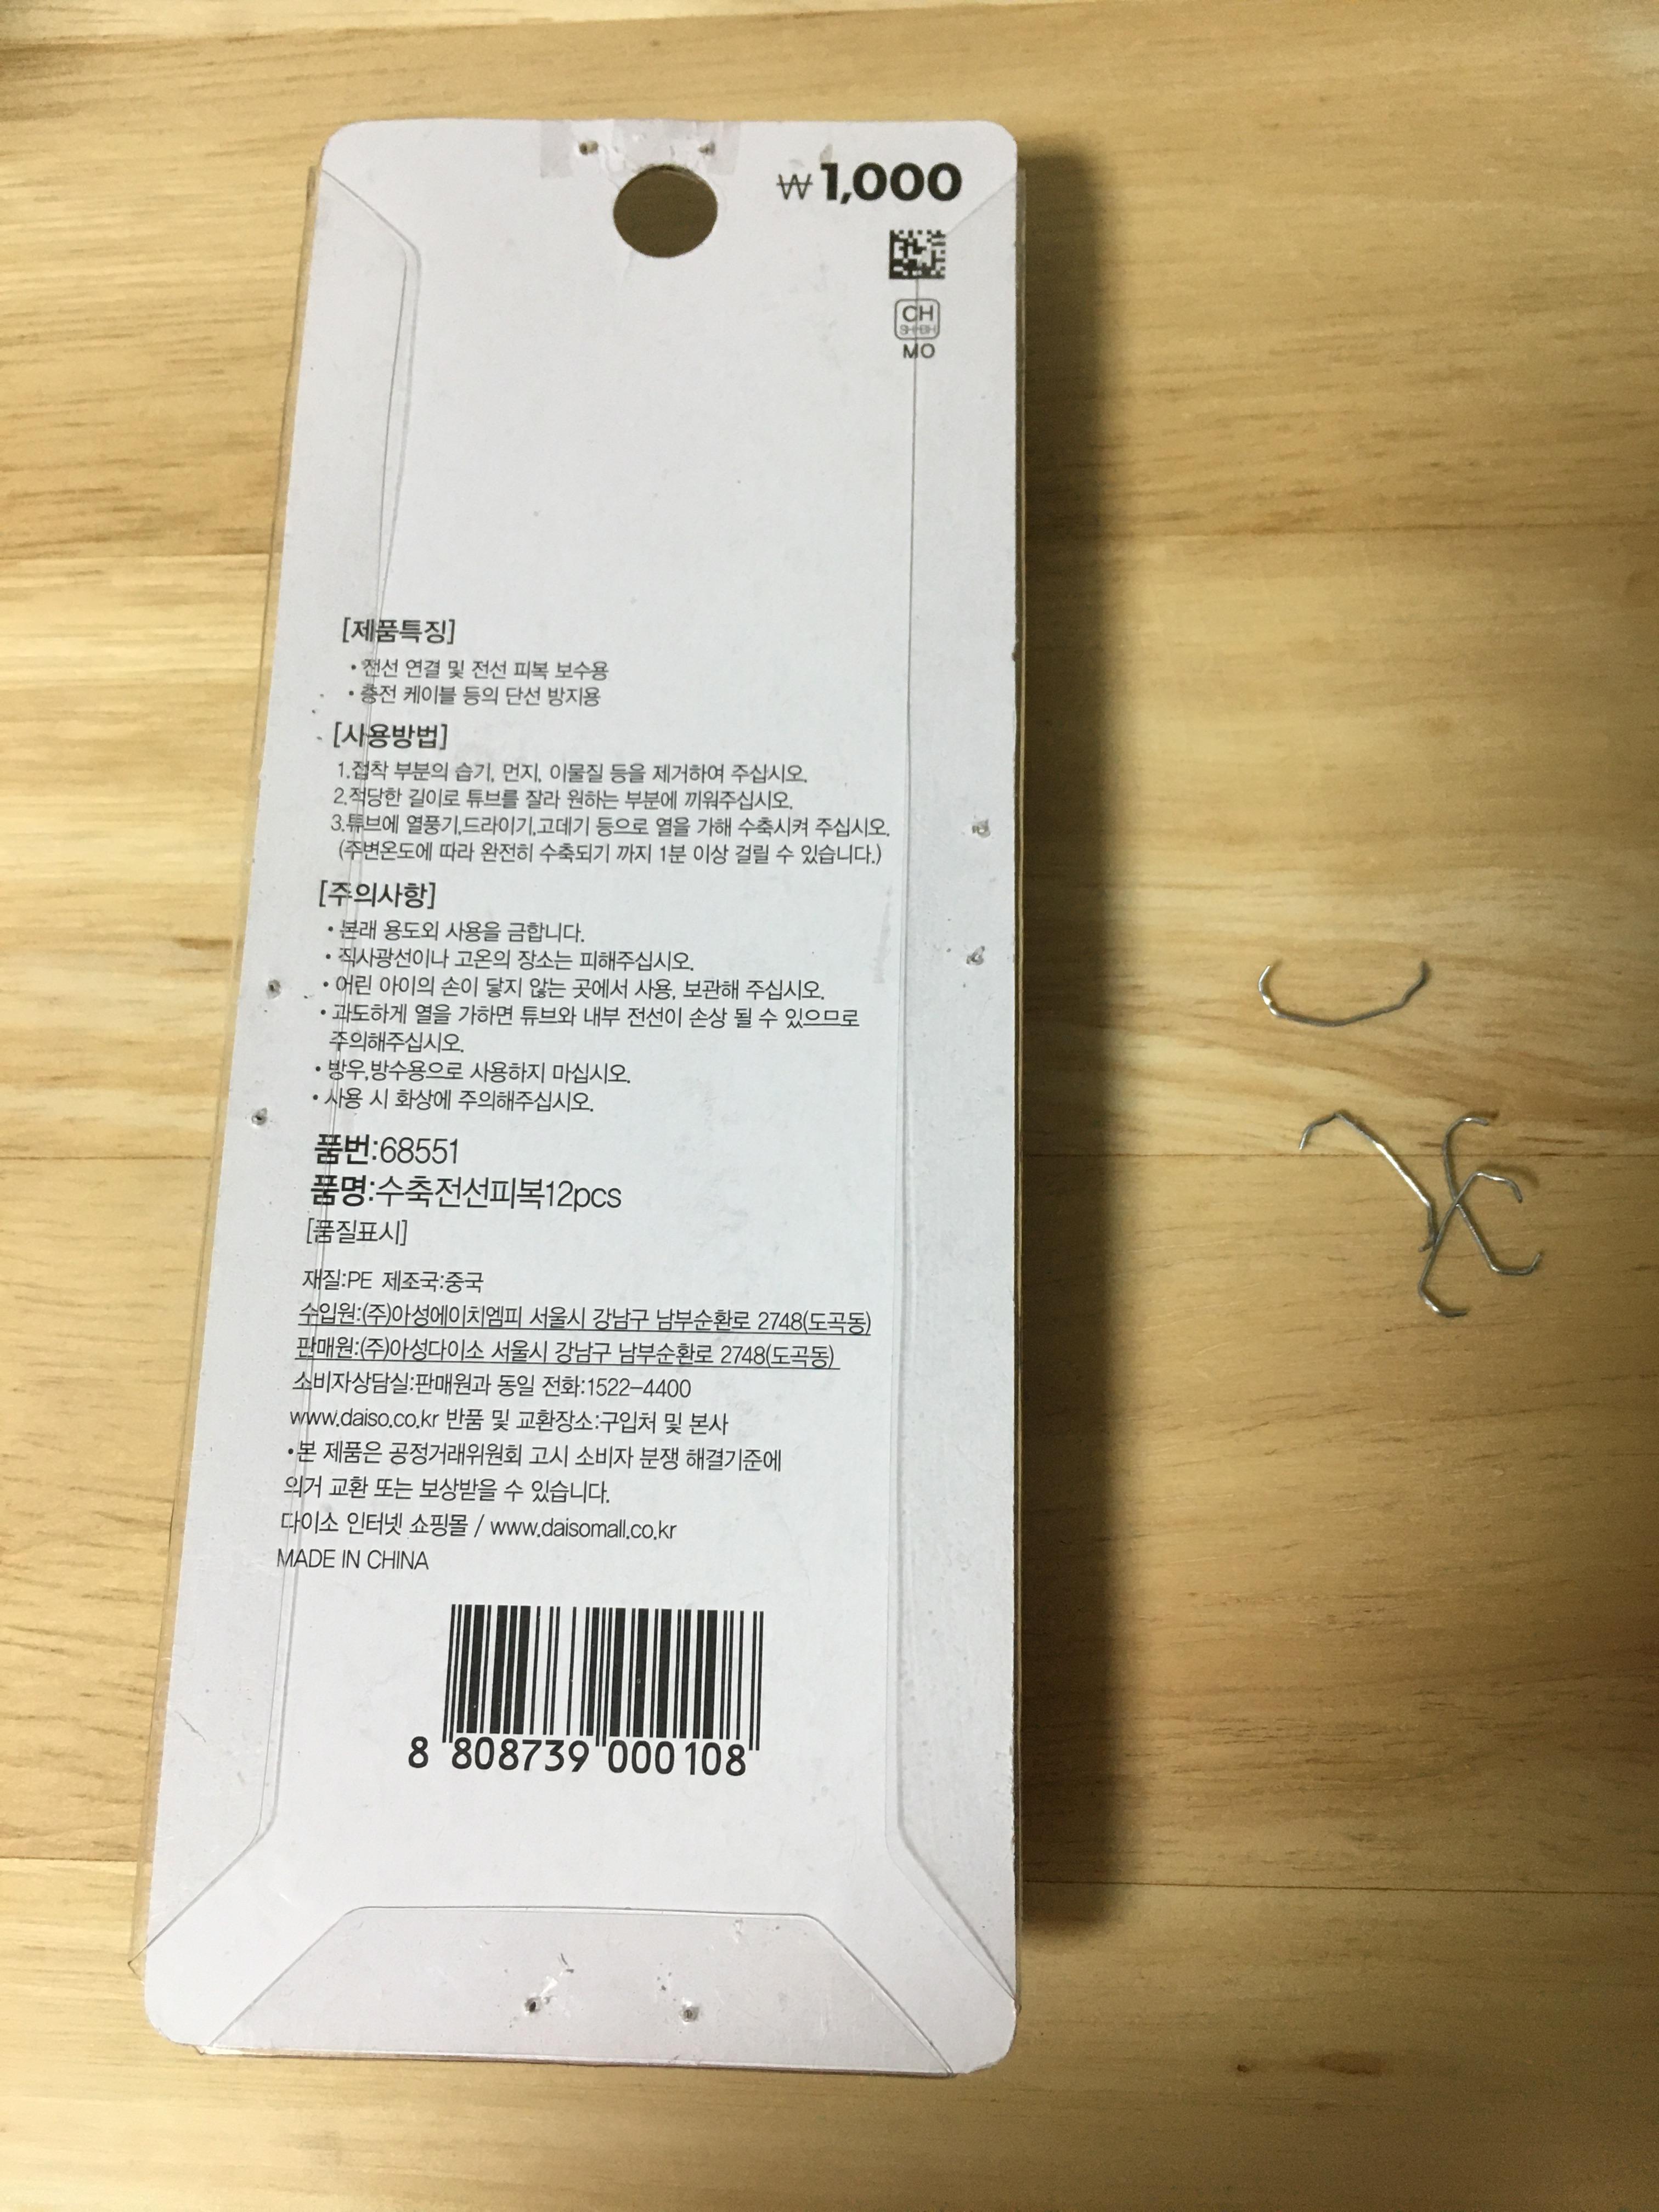 ₩1,000
CH
MO
[제품특징]
• 전선 연결 및 전선 피복 보수용
• 충전 케이블 등의 단선 방지용
[사용방법]
1.접착 부분의 습기, 먼지, 이물질 등을 제거하여 주십시오.
2.적당한 길이로 튜브를 잘라 원하는 부분에 끼워주십시오.
3.튜브에 열풍기,드라이기,고데기 등으로 열을 가해 수축시켜 주십시오.
(주변온도에 따라 완전히 수축되기 까지 1분 이상 걸릴 수 있습니다.)
[주의사항]
• 본래 용도외 사용을 금합니다.
• 직사광선이나 고온의 장소는 피해주십시오.
• 어린 아이의 손이 닿지 않는 곳에서 사용, 보관해 주십시오.
• 과도하게 열을 가하면 튜브와 내부 전선이 손상 될 수 있으므로
주의해주십시오.
• 방우,방수용으로 사용하지 마십시오.
• 사용 시 화상에 주의해주십시오.
품번:68551
품명:수축전선피복12pcs
[품질표시]
재질:PE 제조국:중국
수입원:(주)아성에이치엠피 서울시 강남구 남부순환로 2748(도곡동)
판매원:(주)아성다이소 서울시 강남구 남부순환로 2748(도곡동)
소비자상담실:판매원과 동일 전화:1522-4400
www.daiso.co.kr 반품 및 교환장소:구입처 및 본사
•본 제품은 공정거래위원회 고시 소비자 분쟁 해결기준에
의거 교환 또는 보상받을 수 있습니다.
다이소 인터넷 쇼핑몰 / www.daisomall.co.kr
MADE IN CHINA
8 808739 000108